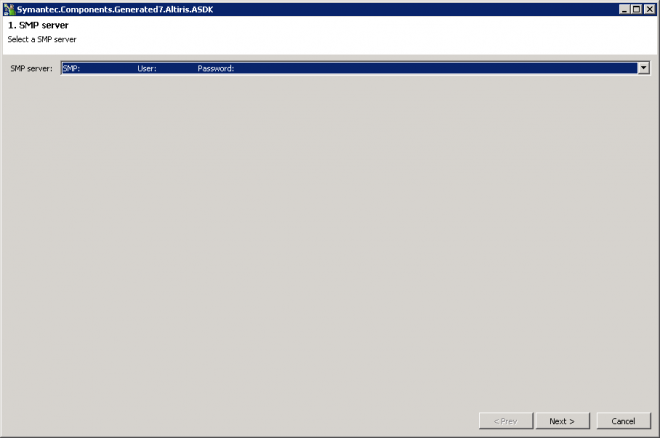 Symantec.Components.Generated7.Altiris.ASDK
1. SMP server
Select a SMP server
SMP server: SMP: User: Password:
< Prev Next > Cancel